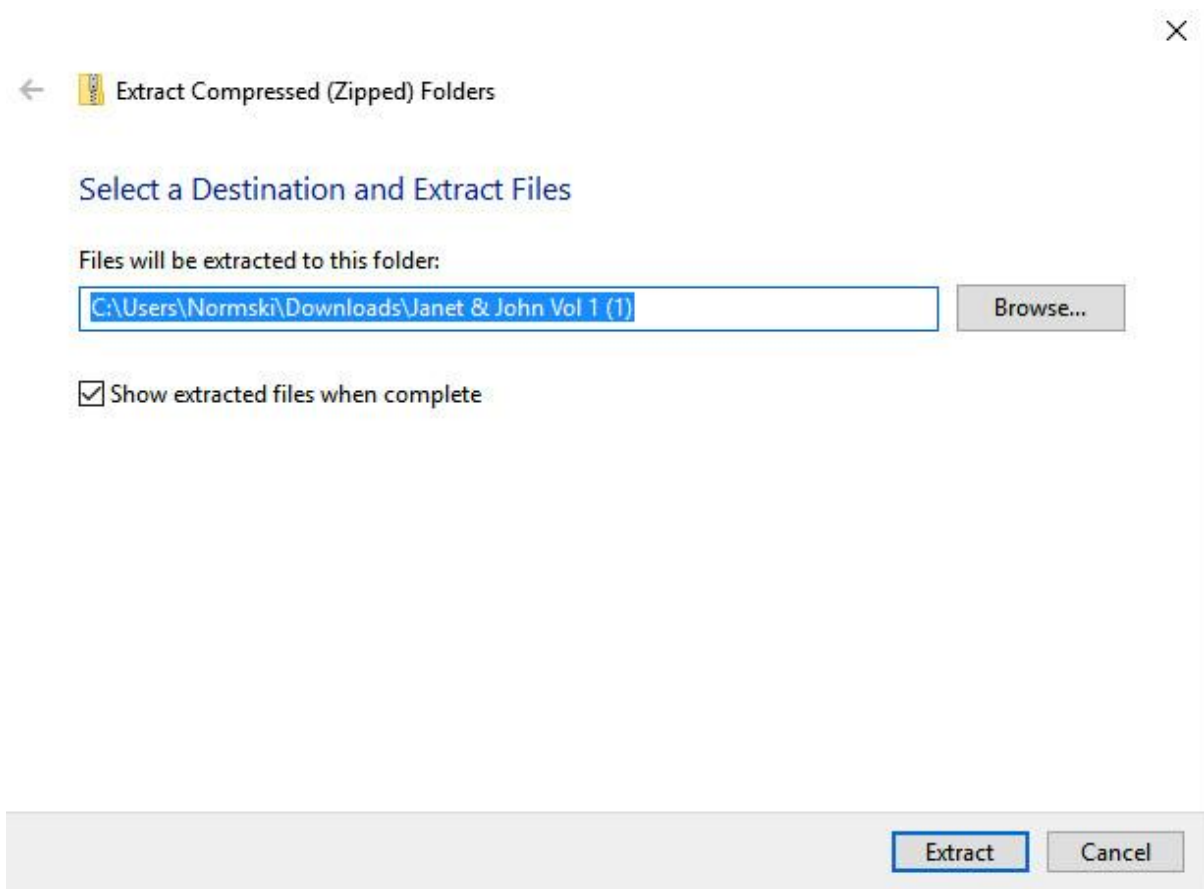 Extract Compressed (Zipped) Folders
Select a Destination and Extract Files
Files will be extracted to this folder:
C:\Users\Normski\Downloads\Janet & John Vol 1 (1)
Browse...
Show extracted files when complete
Extract
Cancel